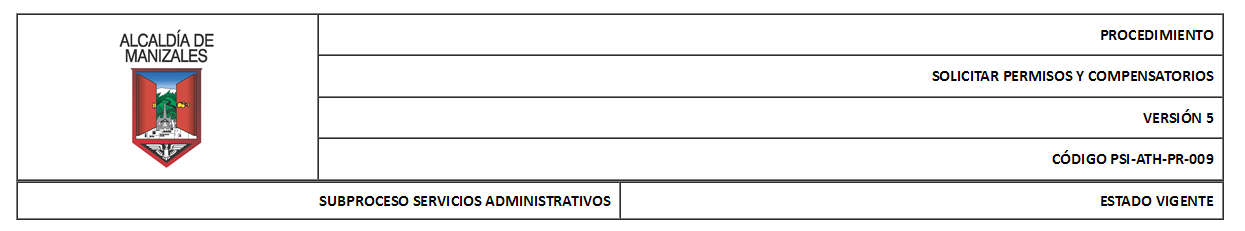 ALCALDÍA DE
MANIZALES
PROCEDIMIENTO
SOLICITAR PERMISOS Y COMPENSATORIOS
VERSIÓN 5
CÓDIGO PSI-ATH-PR-009
SUBPROCESO SERVICIOS ADMINISTRATIVOS
ESTADO VIGENTE